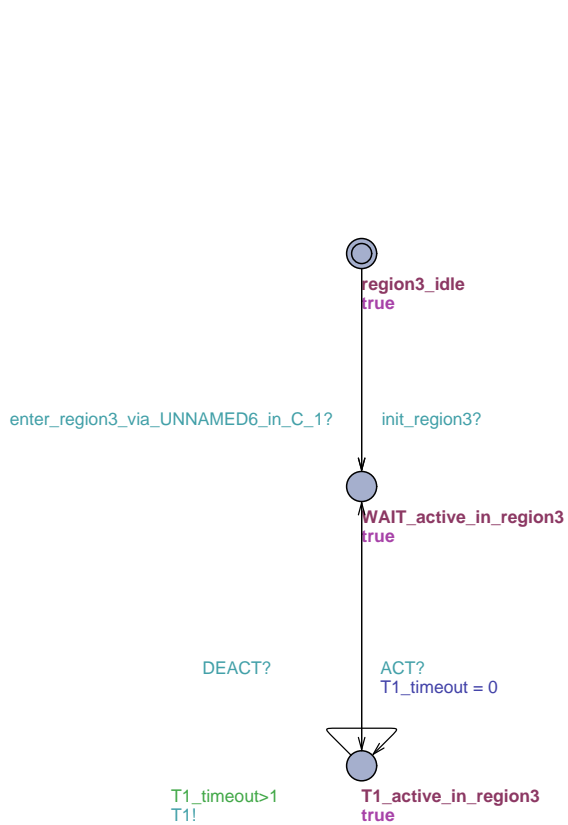 region3_idle
true
enter_region3_via_UNNAMED6_in_C_1?
init_region3?
WAIT_active_in_region3
true
DEACT?
ACT?
T1_timeout = 0
T1_timeout>1
T1!
T1_active_in_region3
true